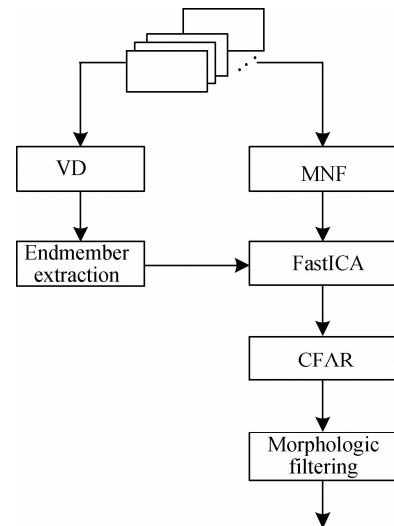 VD
MNF
Endmember
extraction
FastICA
CFAR
Morphologic
filtering